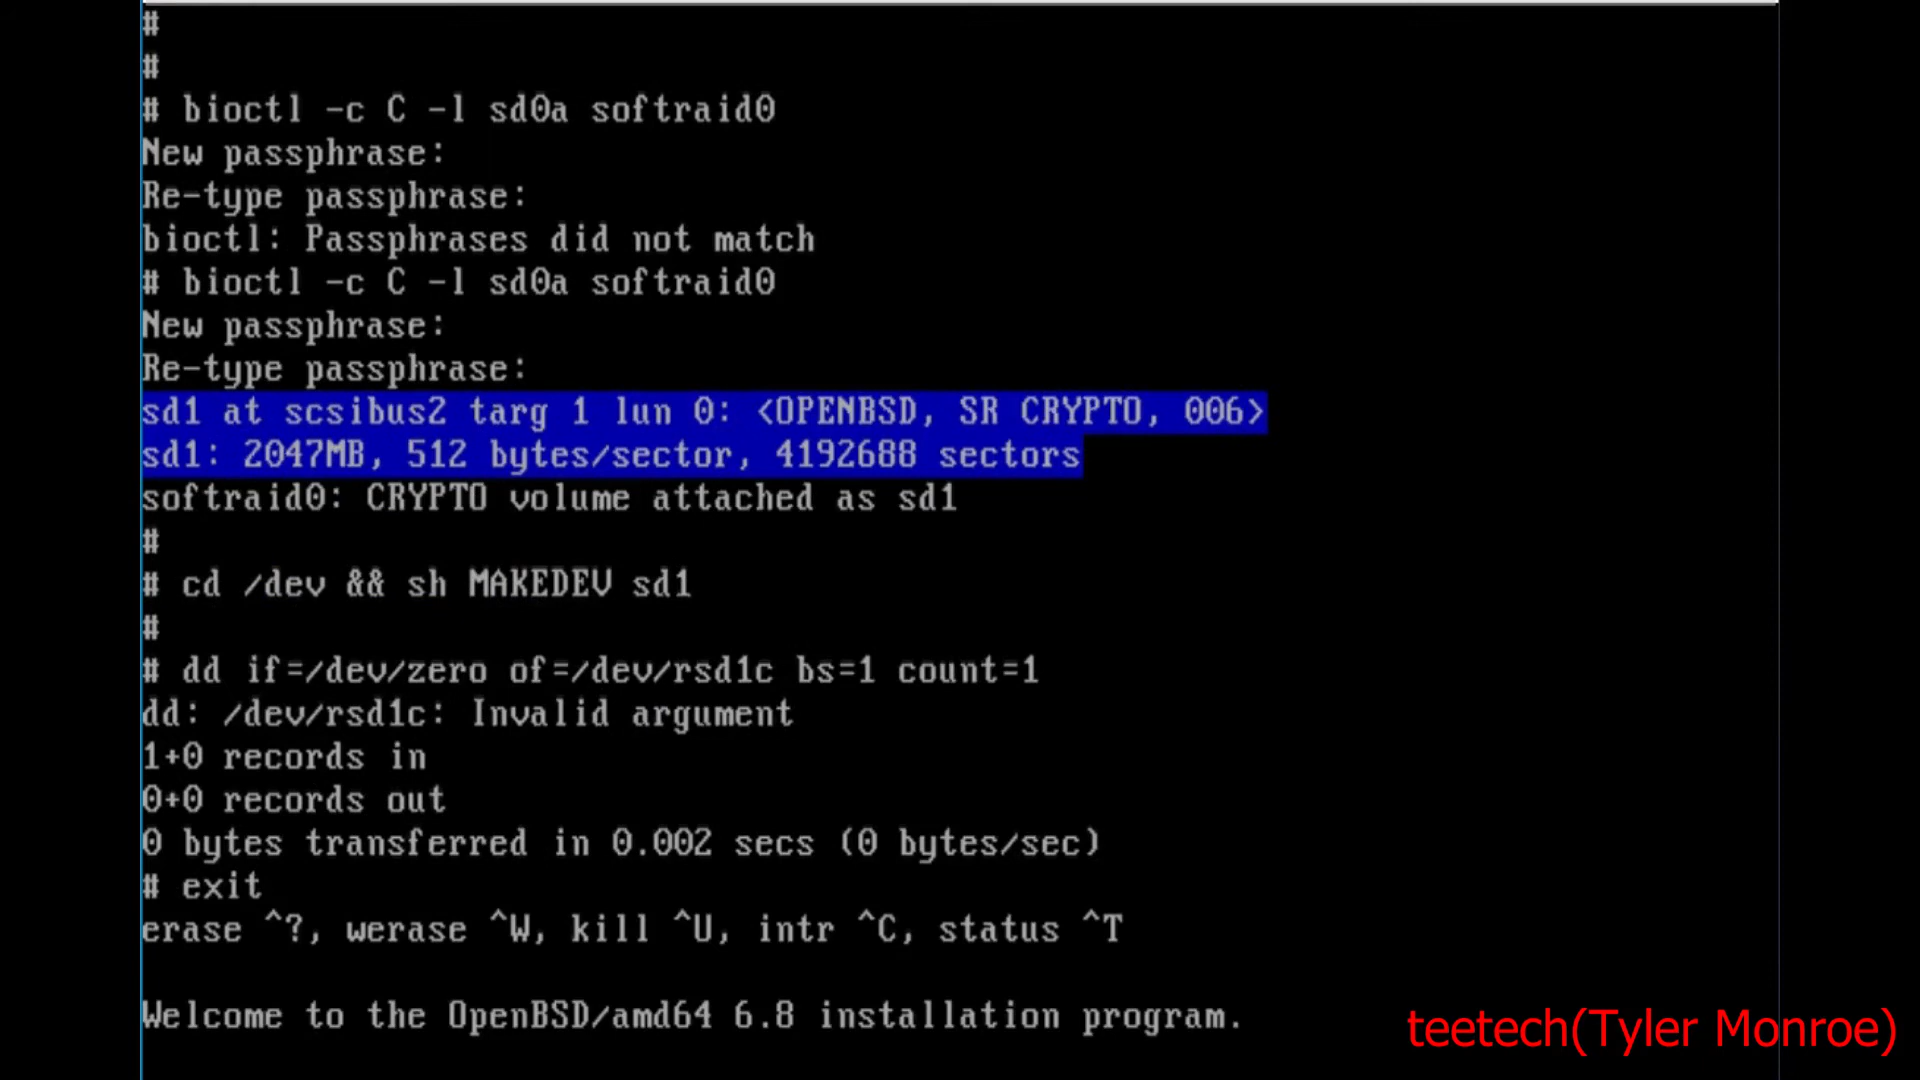 #
#
# bioctl -c C -l sd0a softraid0
New passphrase:
Re-type passphrase:
bioctl: Passphrases did not match
# bioctl -c C -l sd0a softraid0
New passphrase:
Re-type passphrase:
sd1 at scsibus2 targ 1 lun 0: <OPENBSD, SR CRYPTO, 006>
sd1: 2047MB, 512 bytes/sector, 4192688 sectors
softraid0: CRYPTO volume attached as sd1
#
# cd /dev && sh MAKEDEV sd1
#
# dd if=/dev/zero of=/dev/rsd1c bs=1 count=1
dd: /dev/rsd1c: Invalid argument
1+0 records in
0+0 records out
0 bytes transferred in 0.002 secs (0 bytes/sec)
# exit
erase ^?, werase ^W, kill ^U, intr ^C, status ^T
Welcome to the OpenBSD/amd64 6.8 installation program.
teetech(Tyler Monroe)